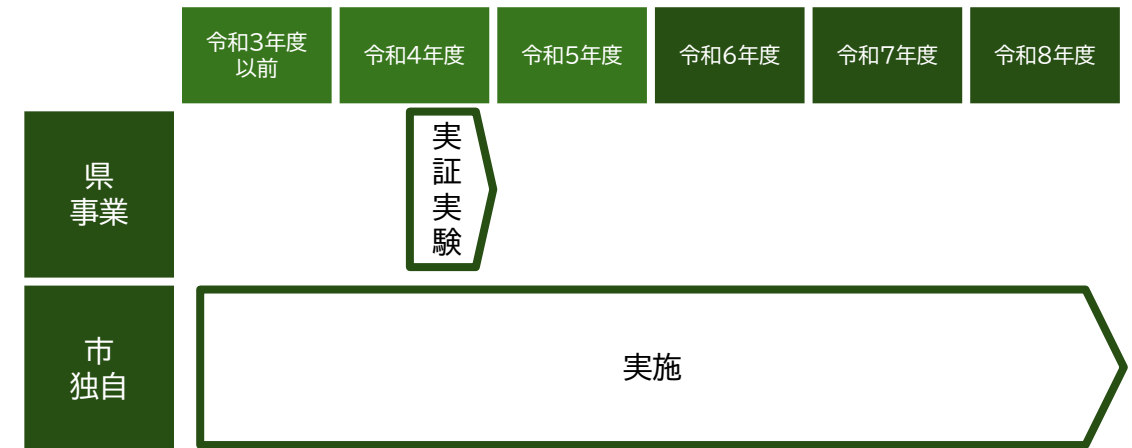 令和3年度
以前
令和4年度
令和5年度
令和6年度
令和7年度
令和8年度
県
事業
実証実験
市
独自
実施